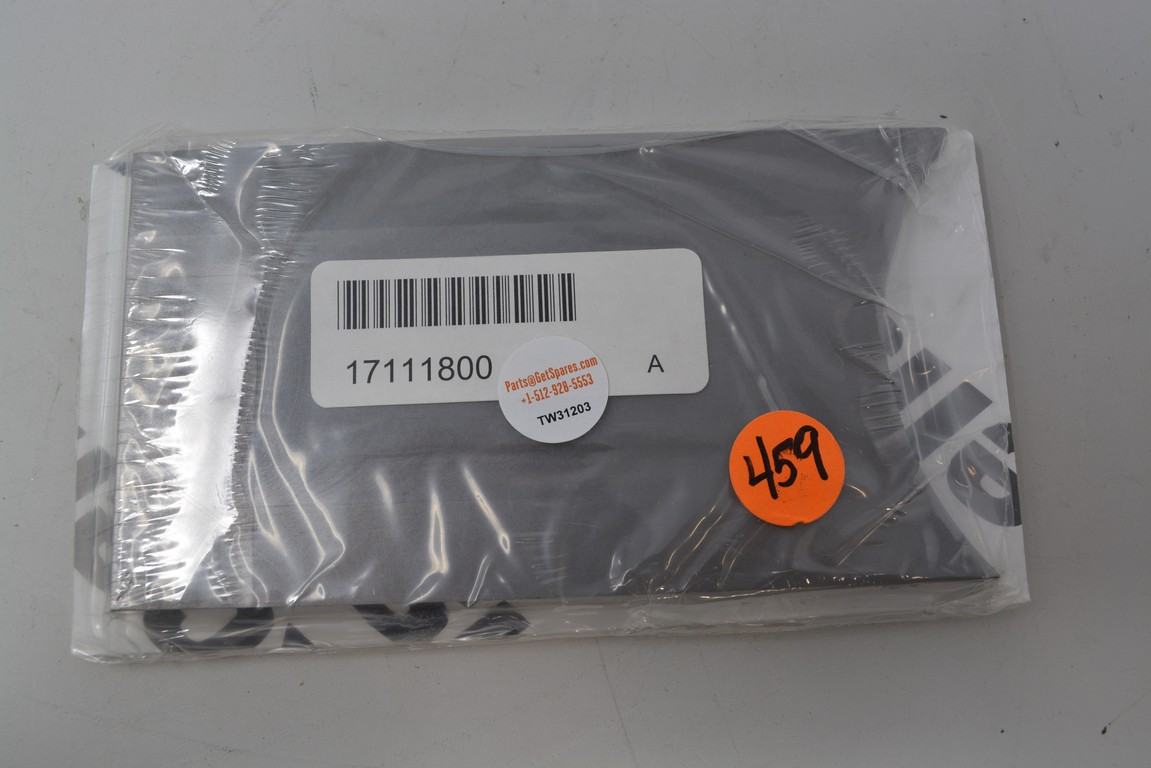 17111800
A
Parts@GetSpares.com
+1-512-928-5553
TW31203
459